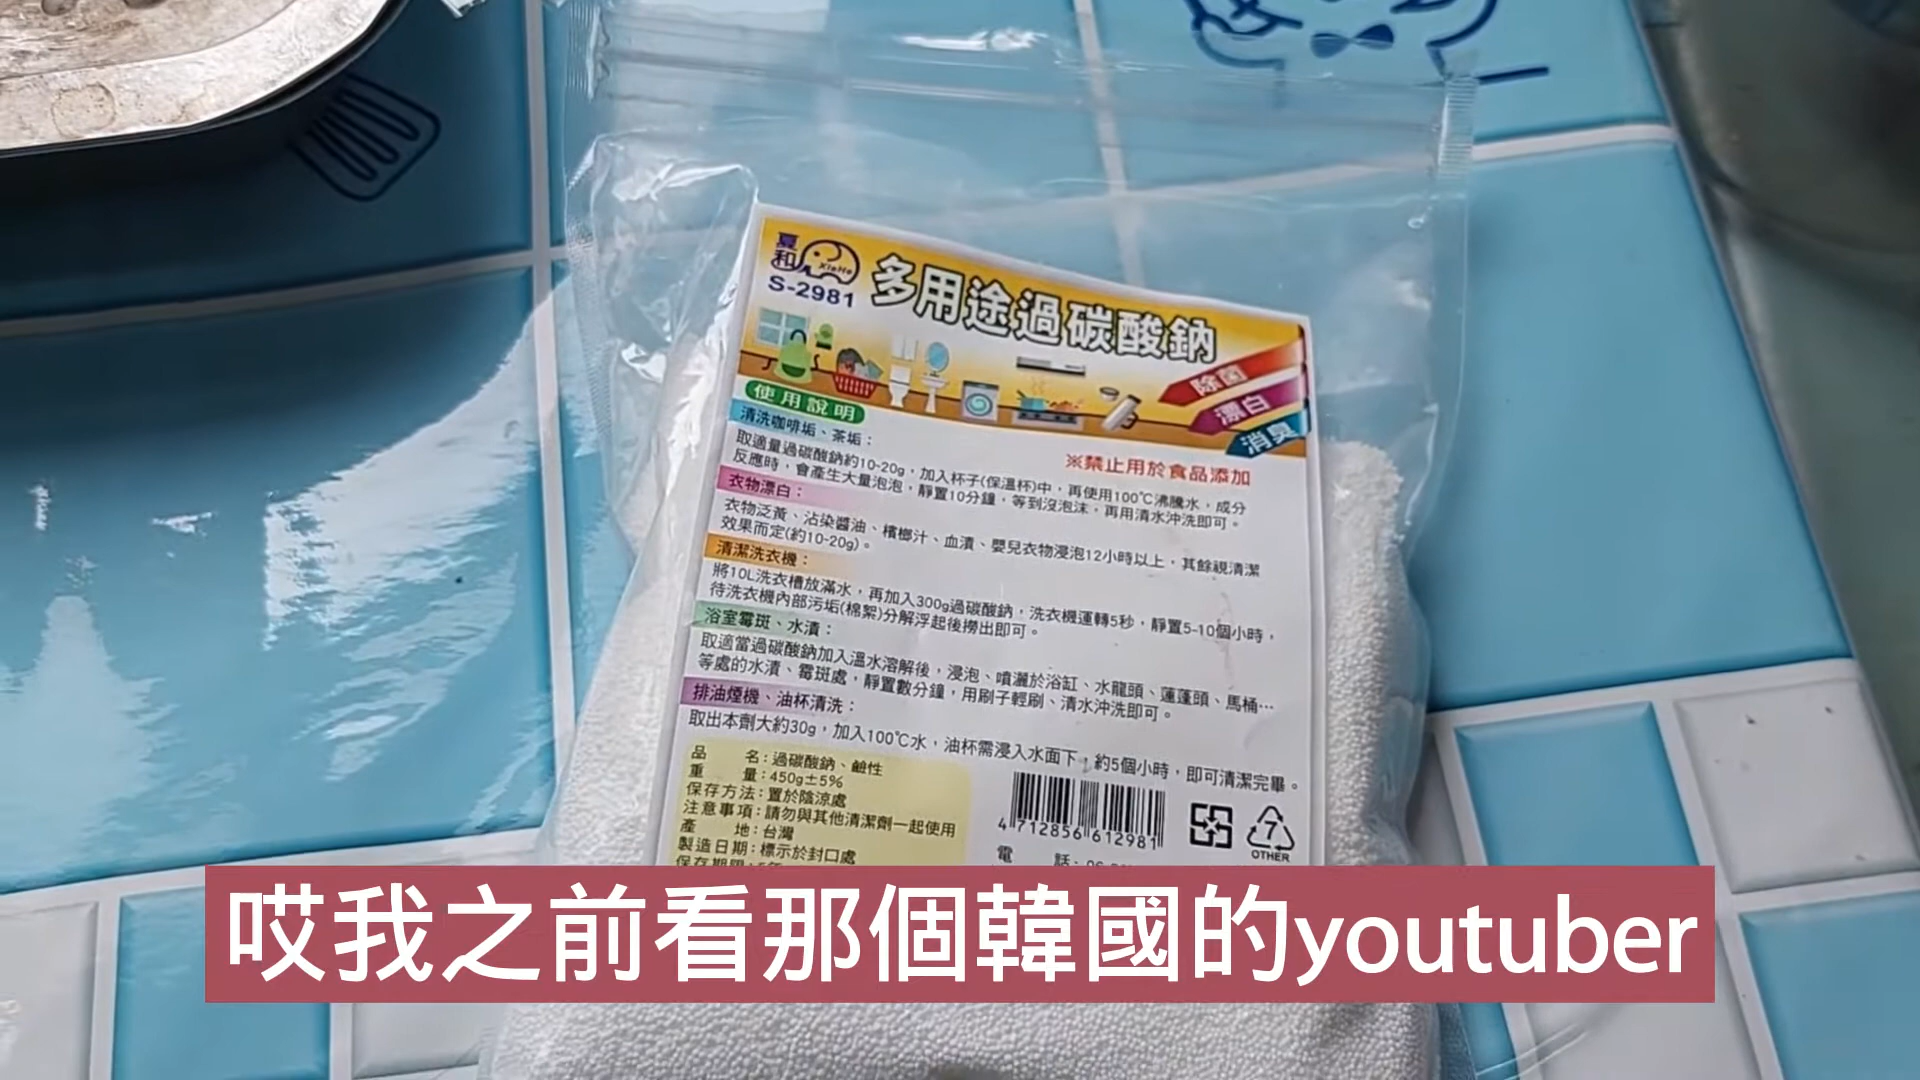 夏和
XiaHe
S-2981
多用途過碳酸鈉
除菌
漂白
消臭
使用說明
※禁止用於食品添加
清洗咖啡垢、茶垢：
取適量過碳酸鈉約10-20g，加入杯子(保溫杯)中，再使用100℃沸騰水，成分
反應時，會產生大量泡泡，靜置10分鐘，等到沒泡沫，再用清水沖洗即可。
衣物漂白：
衣物泛黃、沾染醬油、檳榔汁、血漬、嬰兒衣物浸泡12小時以上，其餘視清潔
效果而定(約10-20g)。
清潔洗衣機：
將10L洗衣槽放滿水，再加入300g過碳酸鈉，洗衣機運轉5秒，靜置5-10個小時，
待洗衣機內部污垢(棉絮)分解浮起後撈出即可。
浴室霉斑、水漬：
取適當過碳酸鈉加入溫水溶解後，浸泡、噴灑於浴缸、水龍頭、蓮蓬頭、馬桶…
等處的水漬、霉斑處，靜置數分鐘，用刷子輕刷、清水沖洗即可。
排油煙機、油杯清洗：
取出本劑大約30g，加入100℃水，油杯需浸入水面下，約5個小時，即可清潔完畢。
品名：過碳酸鈉、鹼性
重量：450g±5%
保存方法：置於陰涼處
注意事項：請勿與其他清潔劑一起使用
產地：台灣
製造日期：標示於封口處
保存期限：
4 712856 612981
7
OTHER
電話：
哎我之前看那個韓國的youtuber